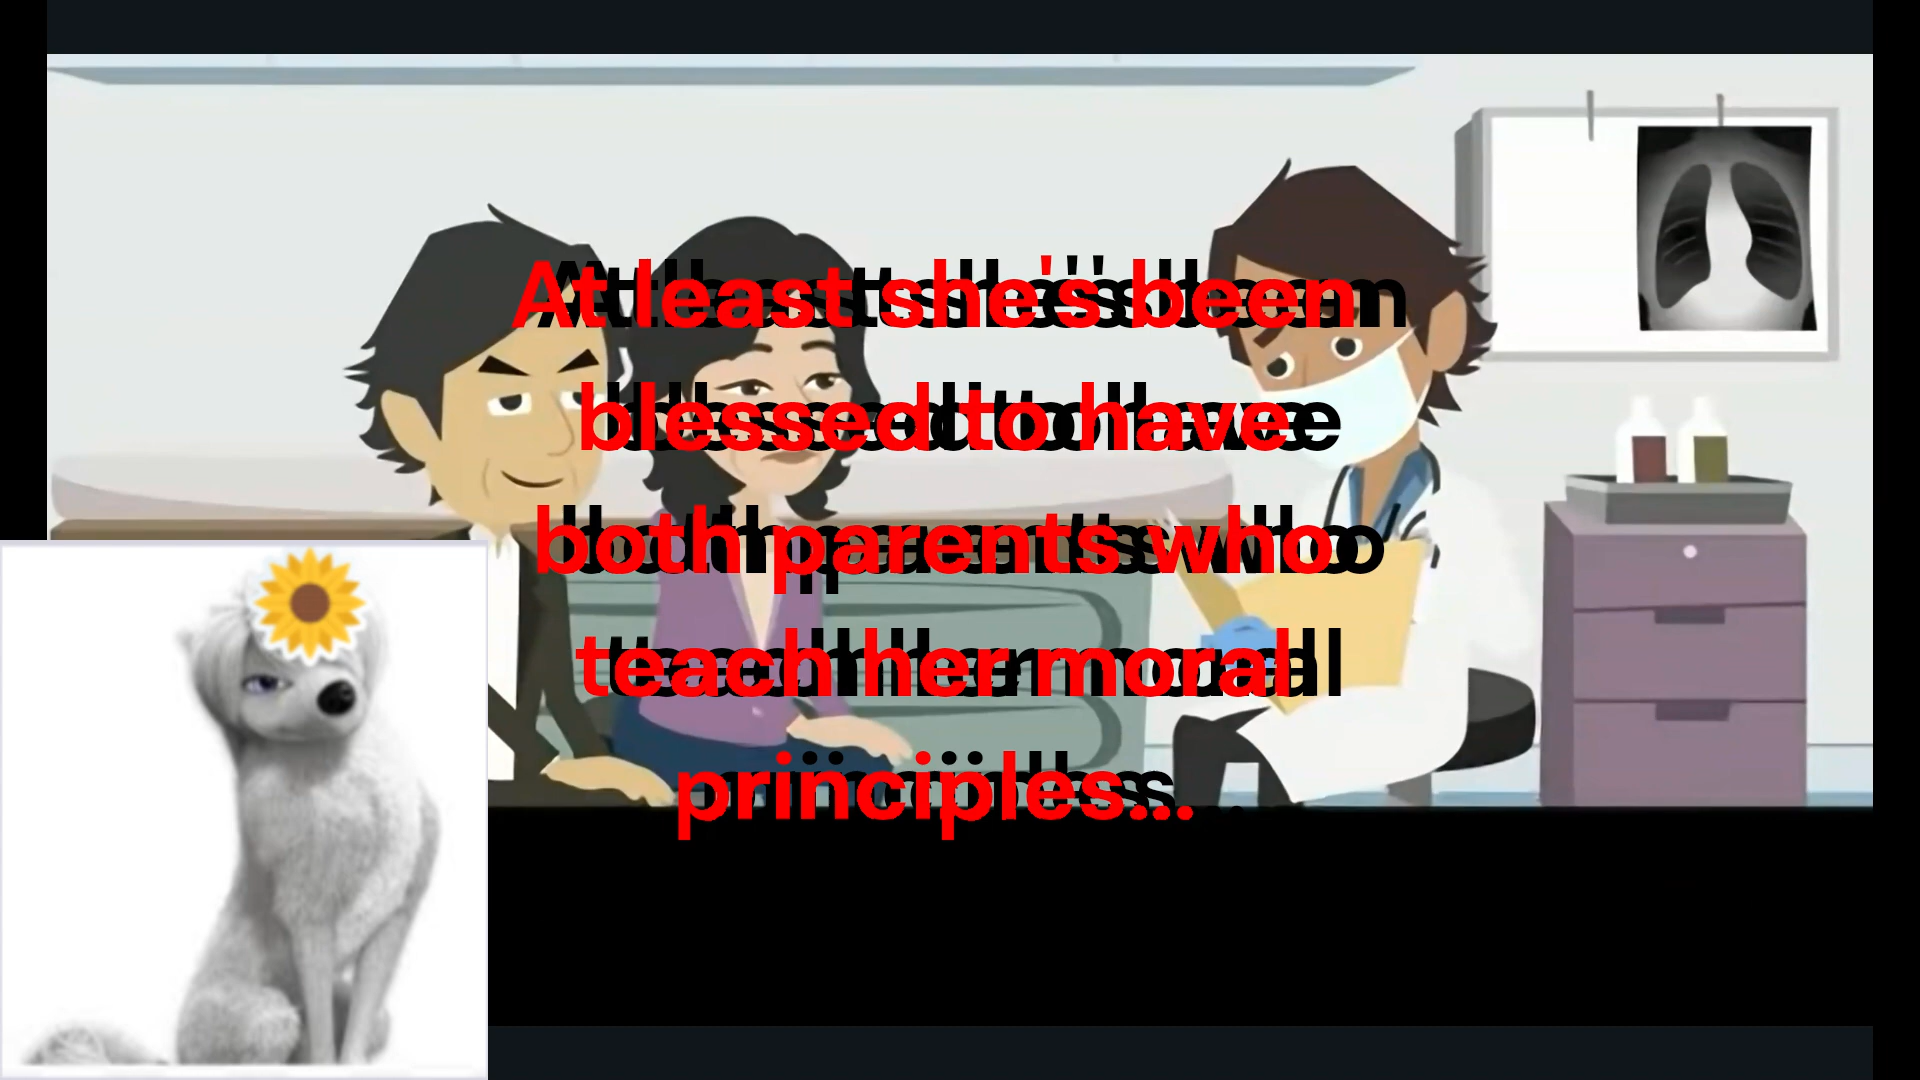 At least she's been
blessed to have
both parents who
teach her moral
principles...